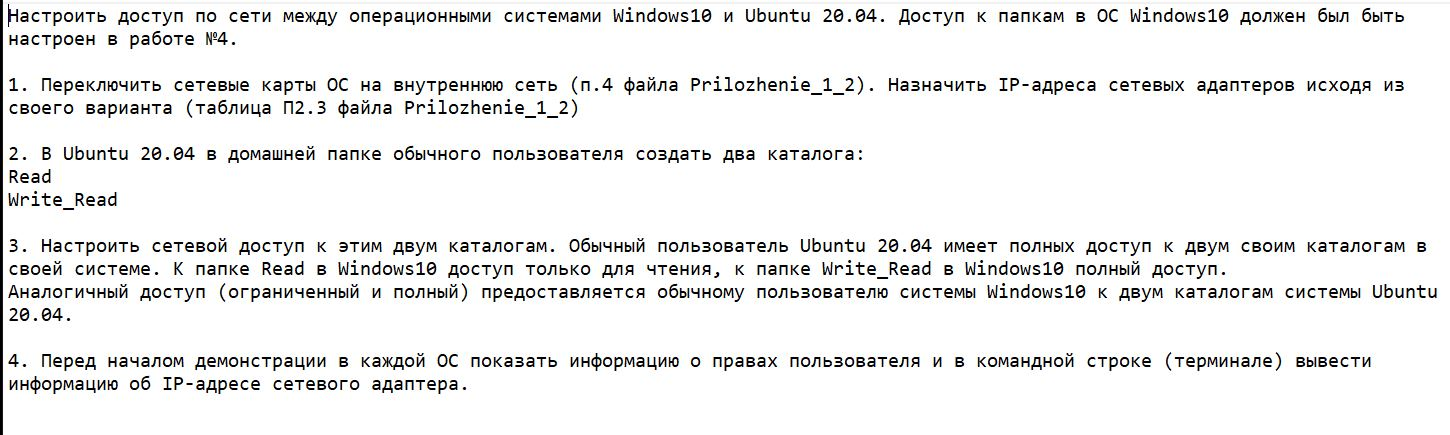 Настроить доступ по сети между операционными системами Windows10 и Ubuntu 20.04. Доступ к папкам в ОС Windows10 должен был быть
настроен в работе №4.
1. Переключить сетевые карты ОС на внутреннюю сеть (п.4 файла Prilozhenie_1_2). Назначить IP-адреса сетевых адаптеров исходя из
своего варианта (таблица П2.3 файла Prilozhenie_1_2)
2. В Ubuntu 20.04 в домашней папке обычного пользователя создать два каталога:
Read
Write_Read
3. Настроить сетевой доступ к этим двум каталогам. Обычный пользователь Ubuntu 20.04 имеет полных доступ к двум своим каталогам в
своей системе. К папке Read в Windows10 доступ только для чтения, к папке Write_Read в Windows10 полный доступ.
Аналогичный доступ (ограниченный и полный) предоставляется обычному пользователю системы Windows10 к двум каталогам системы Ubuntu
20.04.
4. Перед началом демонстрации в каждой ОС показать информацию о правах пользователя и в командной строке (терминале) вывести
информацию об IP-адресе сетевого адаптера.